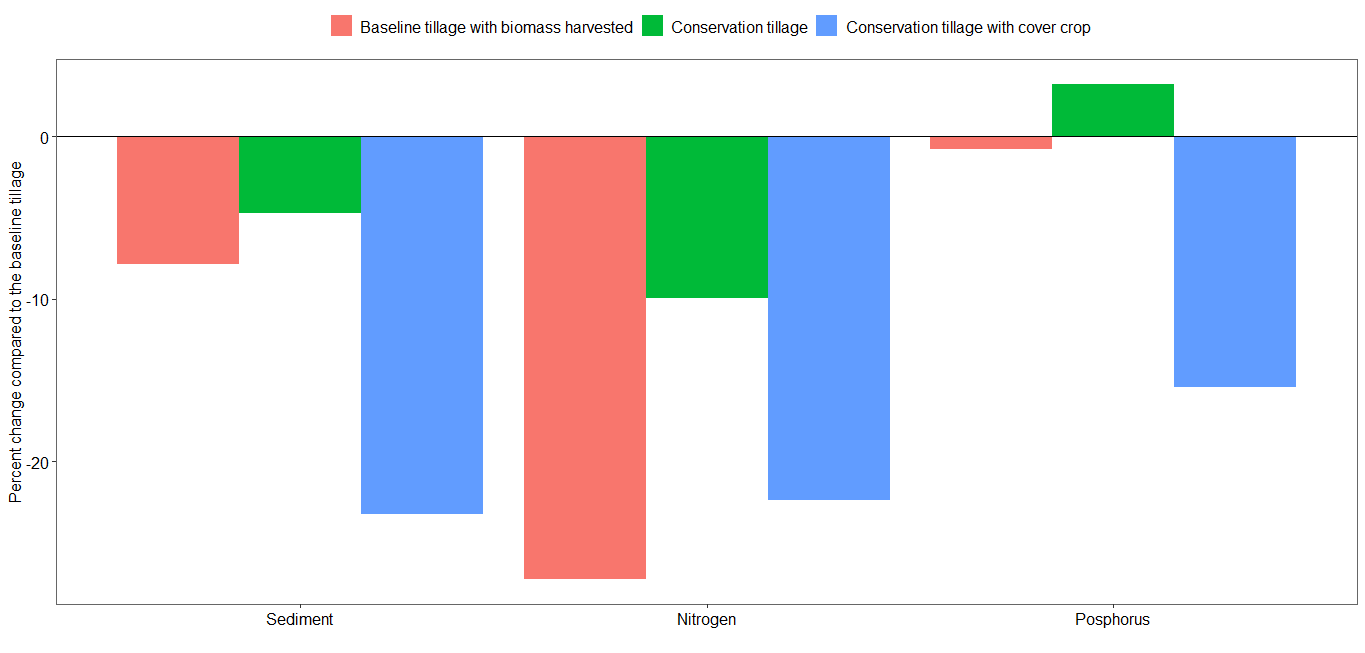 Baseline tillage with biomass harvested Conservation tillage Conservation tillage with cover crop
Percent change compared to the baseline tillage
0
-10
-20
Sediment Nitrogen Posphorus